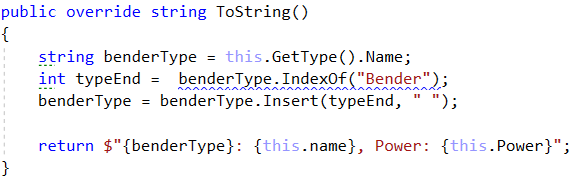 public override string ToString()
{
string benderType = this.GetType().Name;
int typeEnd =  benderType.IndexOf("Bender");
benderType = benderType.Insert(typeEnd, " ");
return $"{benderType}: {this.name}, Power: {this.Power}";
}